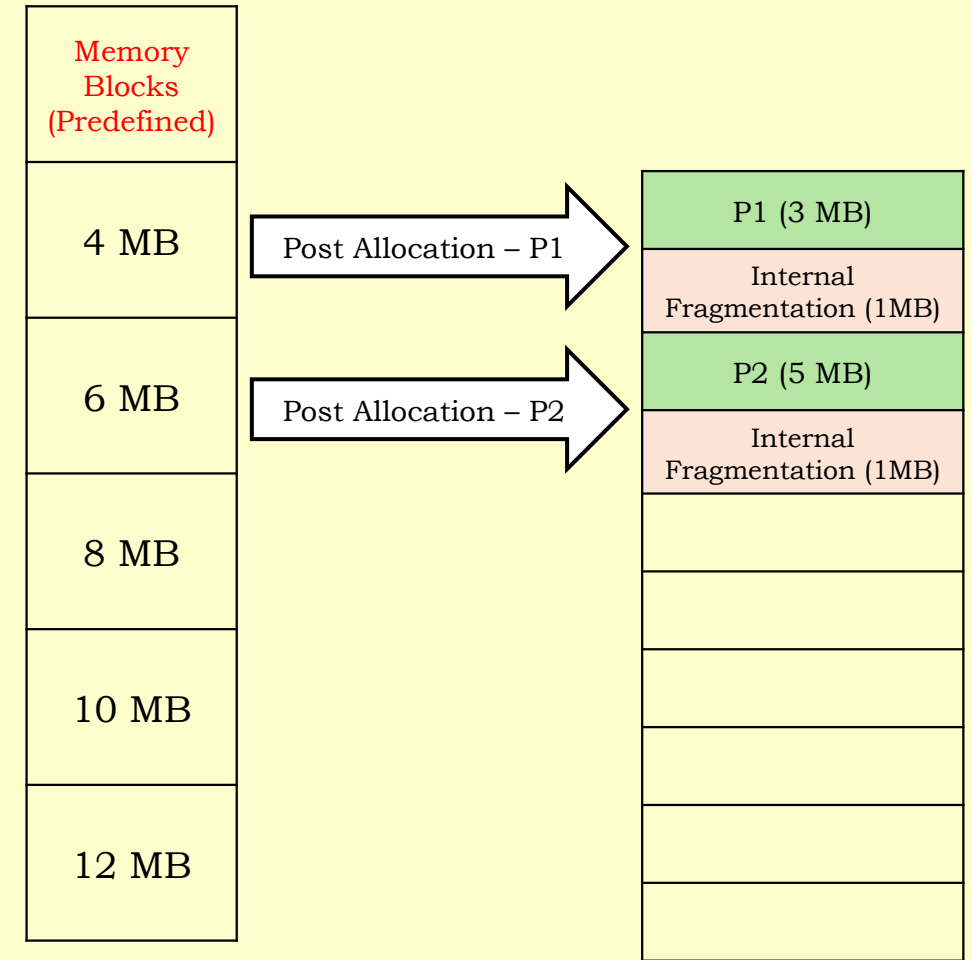 Memory
Blocks
(Predefined)
4 MB
Post Allocation – P1
P1 (3 MB)
Internal
Fragmentation (1MB)
6 MB
Post Allocation – P2
P2 (5 MB)
Internal
Fragmentation (1MB)
8 MB
10 MB
12 MB